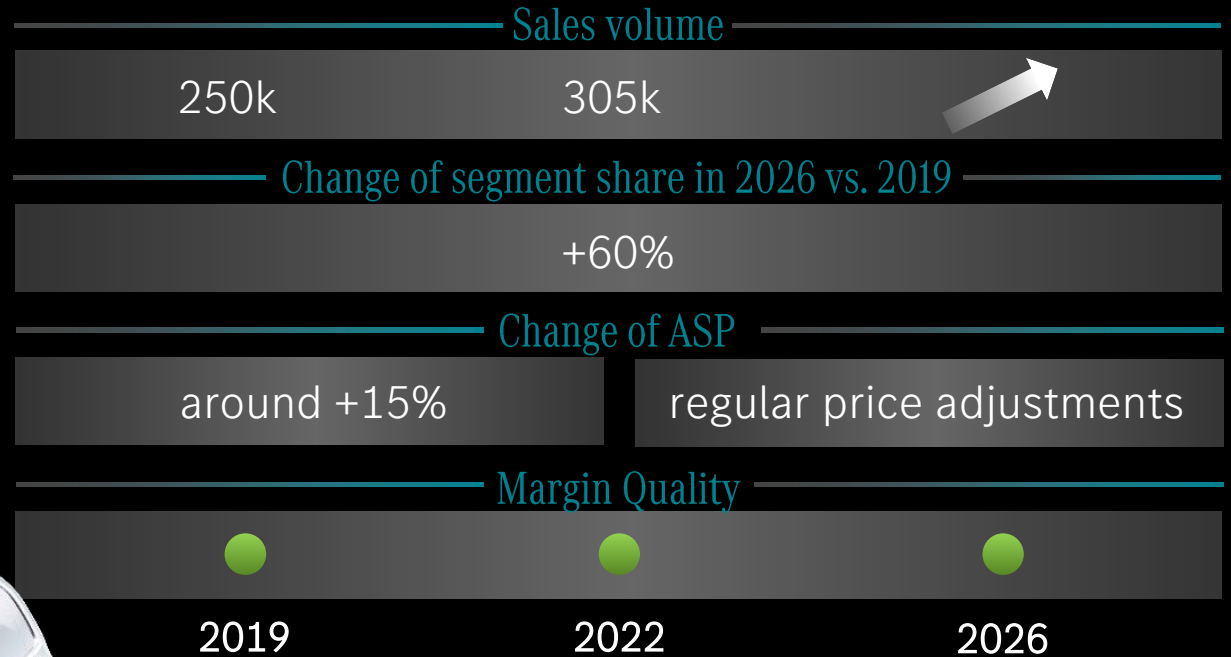 Sales volume
250k 305k
Change of segment share in 2026 vs. 2019
+60%
Change of ASP
around +15% regular price adjustments
Margin Quality
2019 2022 2026